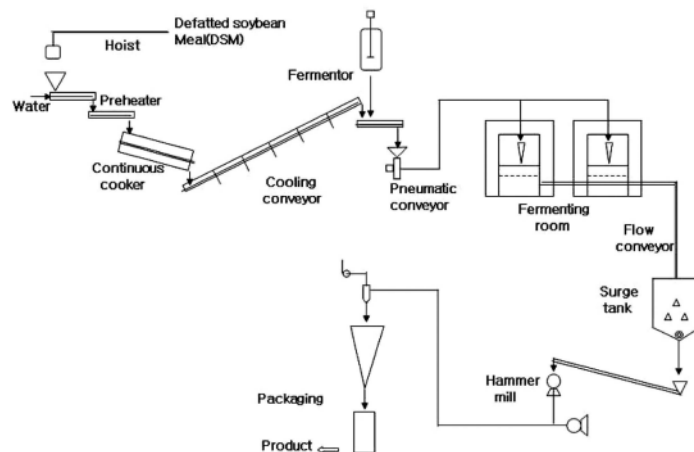 Defatted soybean
Meal(DSM)
Hoist
Fermentor
Water
Preheater
Continuous
cooker
Cooling
conveyor
Pneumatic
conveyor
Fermenting
room
Flow
conveyor
Surge
tank
Hammer
mill
Packaging
Product